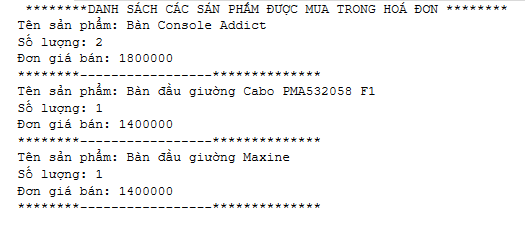 ********DANH SÁCH CÁC SẢN PHẨM ĐƯỢC MUA TRONG HOÁ ĐƠN ********
Tên sản phẩm: Bàn Console Addict
Số lượng: 2
Đơn giá bán: 1800000
********-----------------**************
Tên sản phẩm: Bàn đầu giường Cabo PMA532058 F1
Số lượng: 1
Đơn giá bán: 1400000
********-----------------**************
Tên sản phẩm: Bàn đầu giường Maxine
Số lượng: 1
Đơn giá bán: 1400000
********-----------------**************